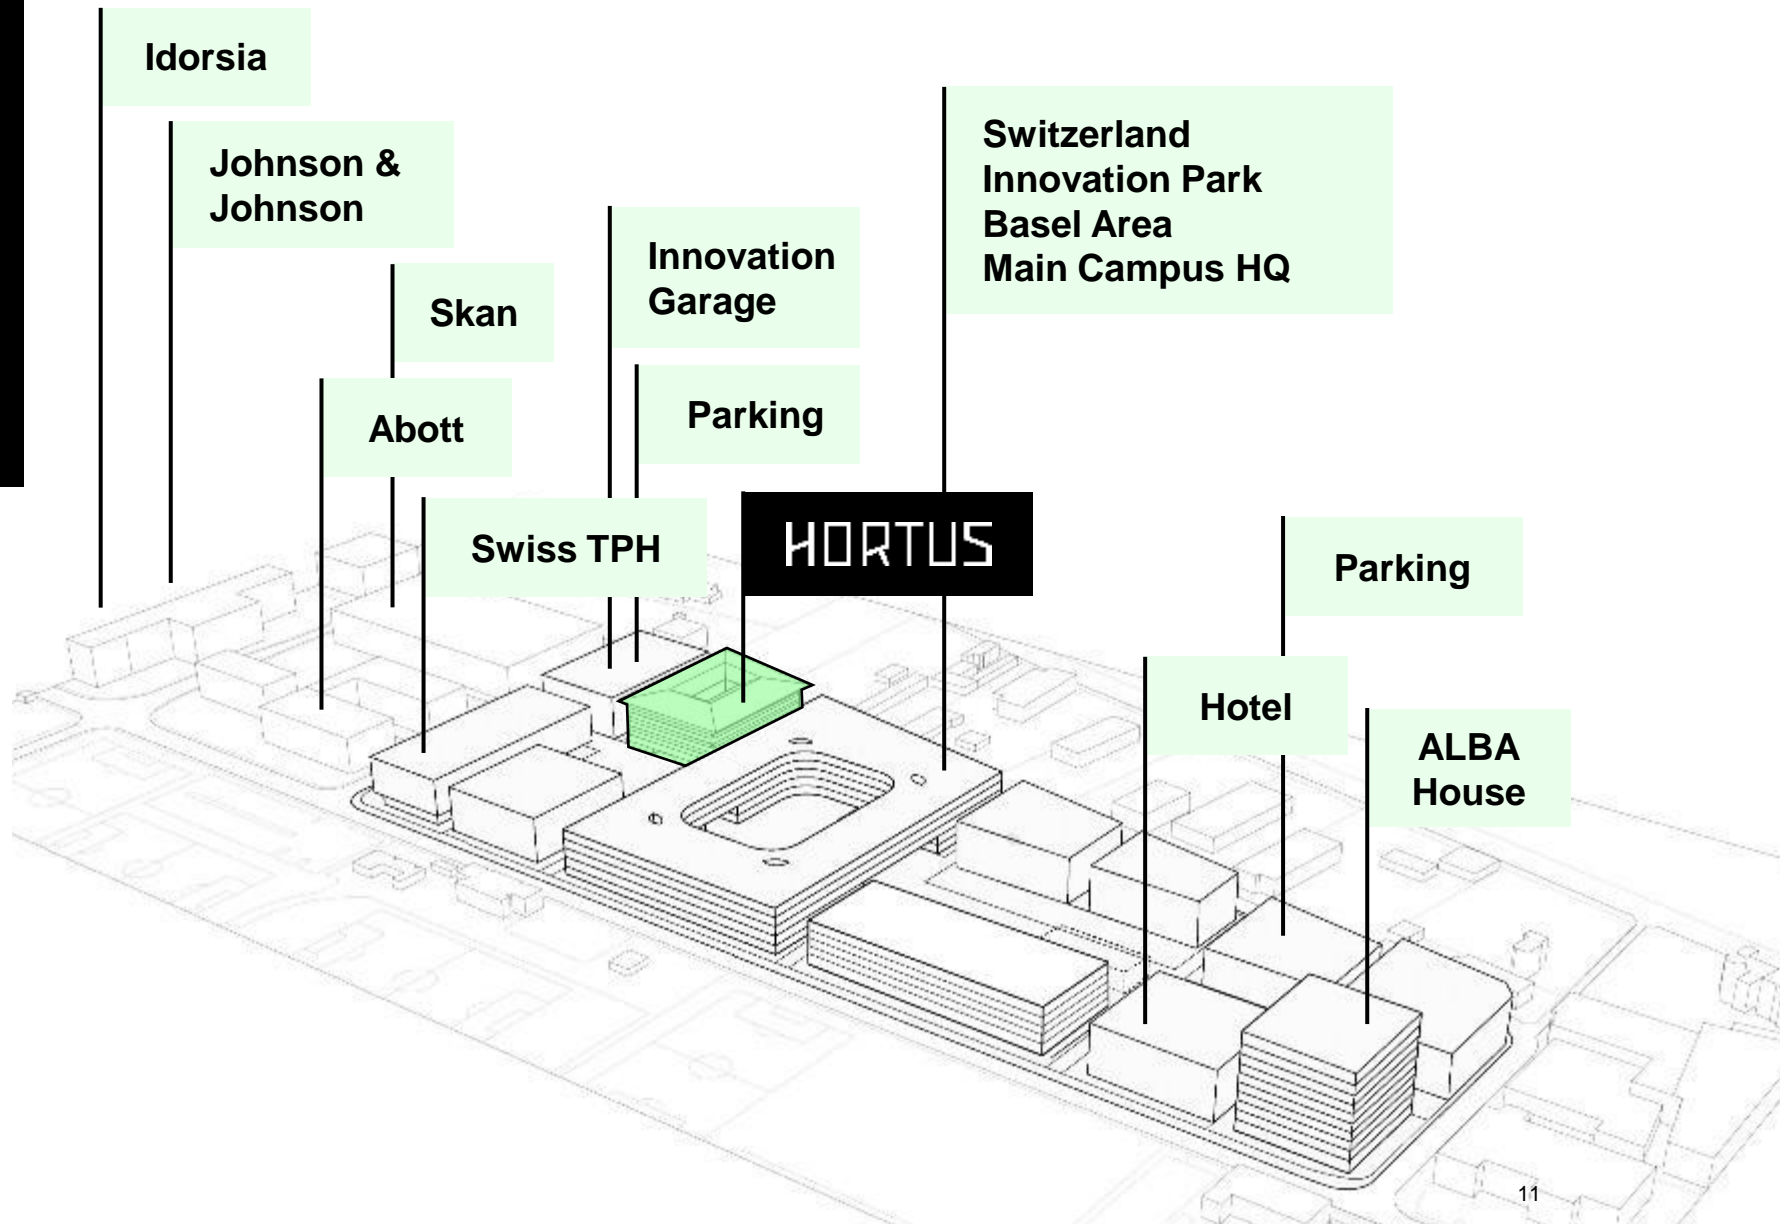 Idorsia
Johnson &
Johnson
Switzerland
Innovation Park
Basel Area
Main Campus HQ
Innovation
Garage
Skan
Parking
Abott
Swiss TPH
HORTUS
Parking
Hotel
ALBA
House
11